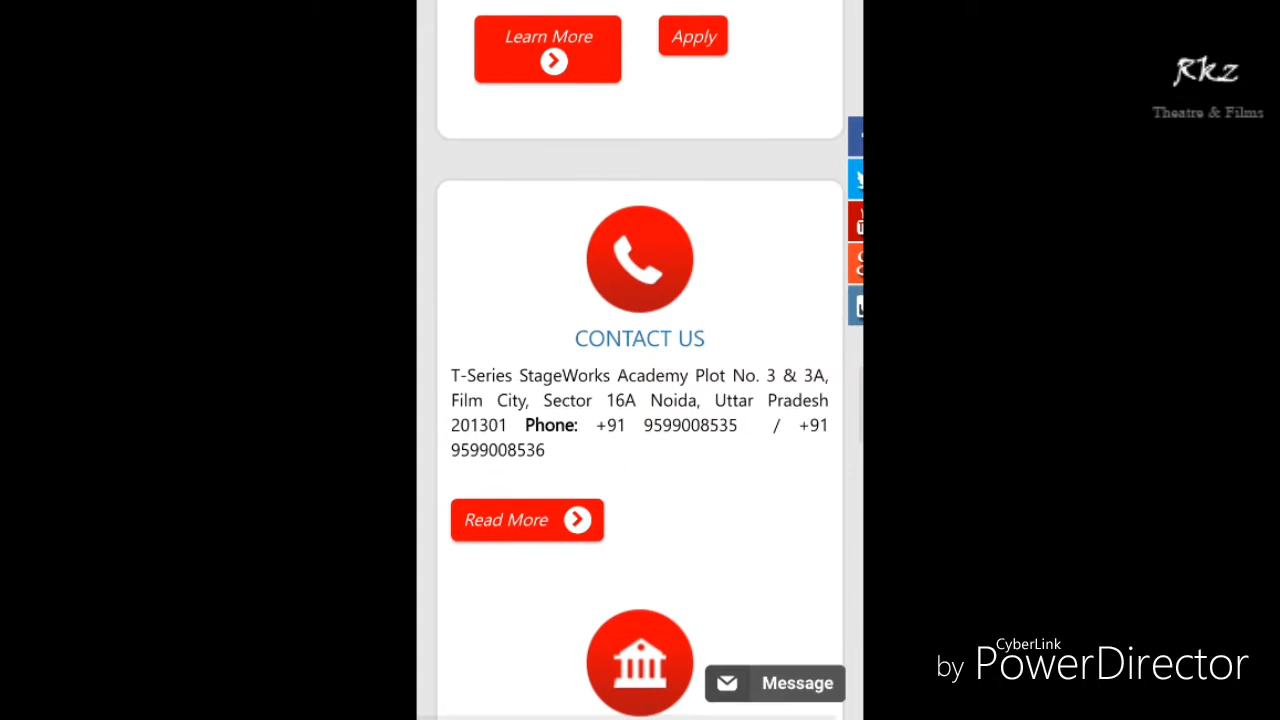 Learn More
Apply
Rkz
Theatre & Films
CONTACT US
T-Series StageWorks Academy Plot No. 3 & 3A,
Film City, Sector 16A Noida, Uttar Pradesh
201301 Phone: +91 9599008535 / +91
9599008536
Read More
Message
CyberLink
by PowerDirector